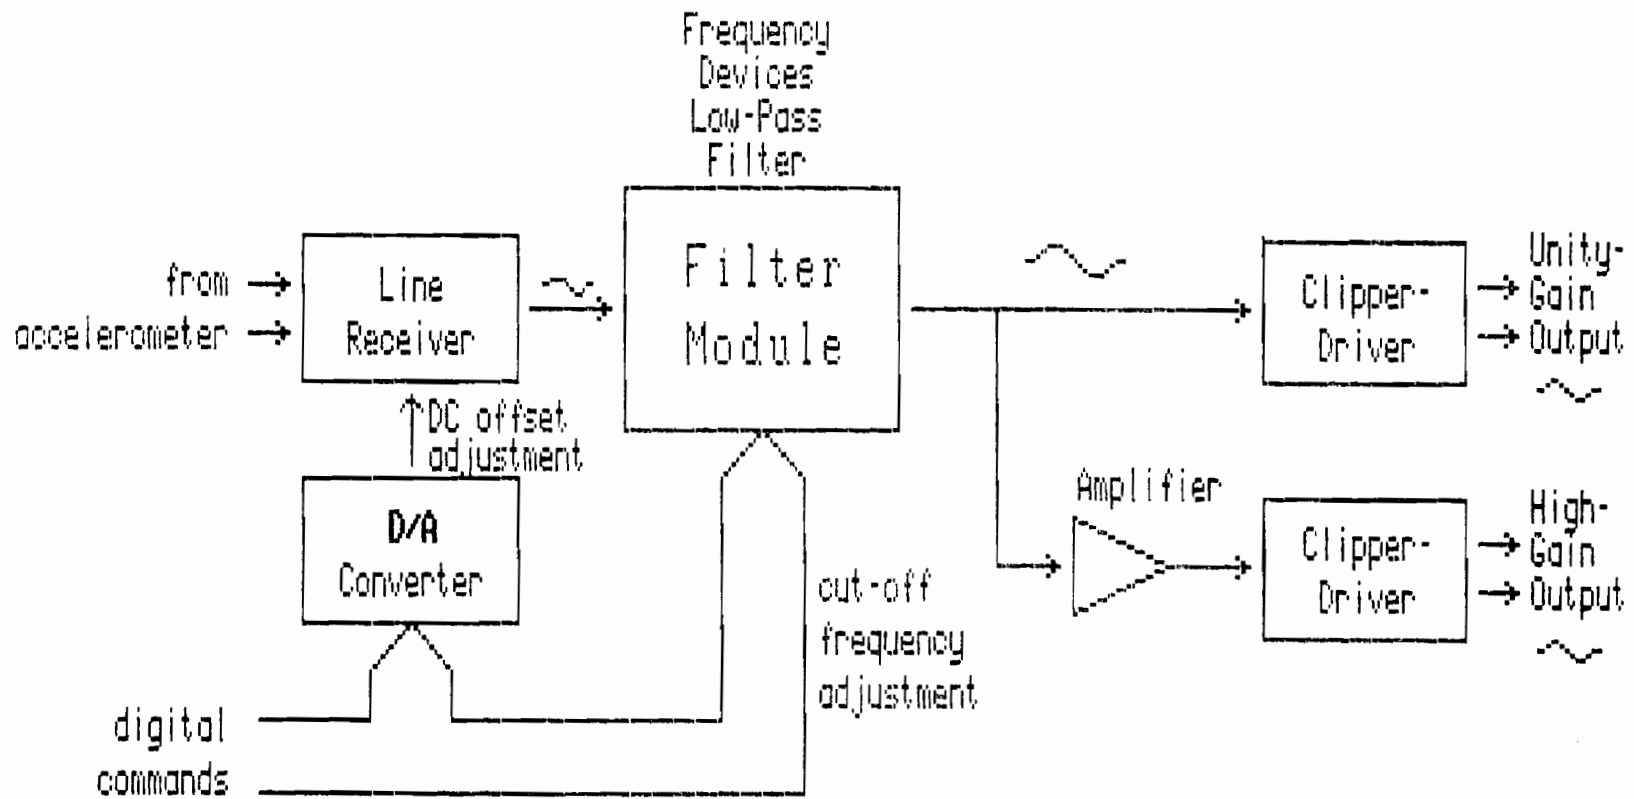 Frequency
Devices
Low-Pass
Filter
from
accelerometer
Line
Receiver
Filter
Module
Clipper-
Driver
Unity-
Gain
Output
DC offset
adjustment
D/A
Converter
Amplifier
Clipper-
Driver
High-
Gain
Output
cut-off
frequency
adjustment
digital
commands